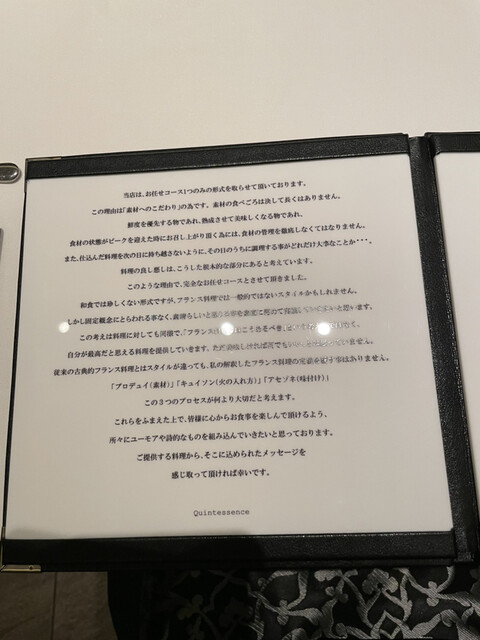 当店は、お任せコース1つのみの形式を取らせて頂いております。
この理由は「素材へのこだわり」の為です。素材の食べごろは決して長くはありません。
鮮度を優先する物であれ、熟成させて美味しくなる物であれ、
食材の状態がピークを迎えた時にお召し上がり頂く為には、食材の管理を徹底しなくてはなりません。
また、仕込んだ料理を次の日に持ち越さないように、その日のうちに調理する事がどれだけ大事なことか・・・。
料理の良し悪しは、こうした根本的な部分にあると考えています。
このような理由で、完全なお任せコースとさせて頂きました。
和食では珍しくない形式ですが、フランス料理では一般的ではないスタイルかもしれません。
しかし固定概念にとらわれる事なく、素晴らしいと
この考えは料理に対しても同様で、「フランス
自分が最高だと思える料理を提供していきます。
従来の古典的フランス料理とはスタイルが違っても、私の解釈したフランス料理の
「プロデュイ(素材)」「キュイソン(火の入れ方)」「アセゾネ(味付け)」
この3つのプロセスが何より大切だと考えます。
これらをふまえた上で、皆様に心からお食事を楽しんで頂けるよう、
所々にユーモアや詩的なものを組み込んでいきたいと思っております。
ご提供する料理から、そこに込められたメッセージを
感じ取って頂ければ幸いです。
Quintessence